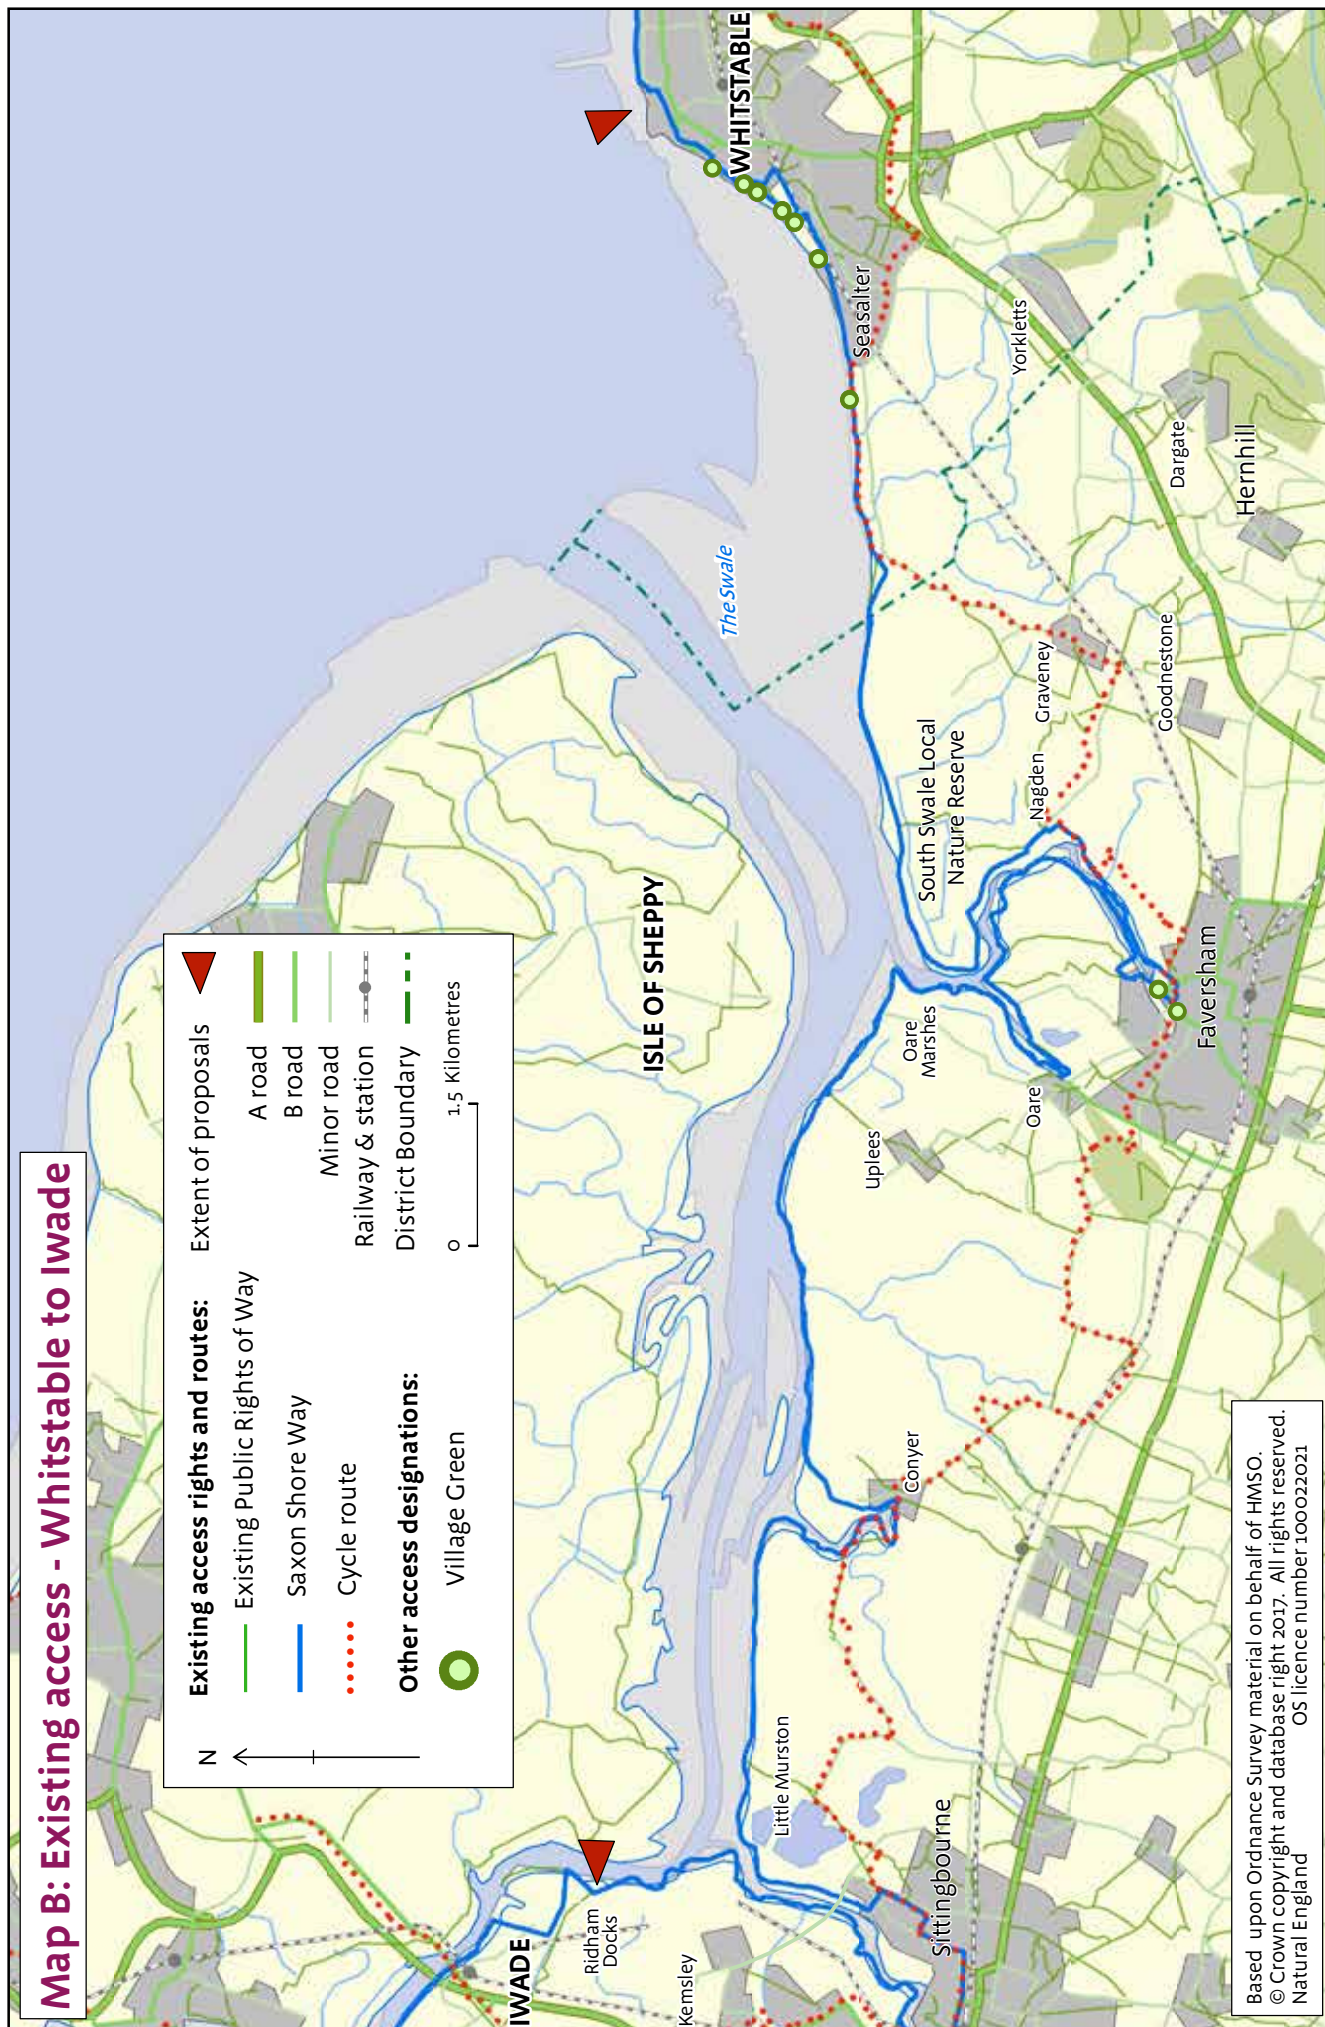 Map B: Existing access - Whitstable to Iwade
N
Existing access rights and routes:
Existing Public Rights of Way
Saxon Shore Way
Cycle route
Other access designations:
Village Green
Extent of proposals
A road
B road
Minor road
Railway & station
District Boundary
0 1.5 Kilometres
ISLE OF SHEPPY
The Swale
WHITSTABLE
Seasalter
Yorkletts
Dargate
Hernhill
South Swale Local
Nature Reserve
Graveney
Nagden
Goodnestone
Faversham
Oare
Marshes
Oare
Uplees
Conyer
Little Murston
Sittingbourne
Ridham
Docks
IWADE
Kemsley
Based upon Ordnance Survey material on behalf of HMSO.
© Crown copyright and database right 2017. All rights reserved.
Natural England OS licence number 100022021